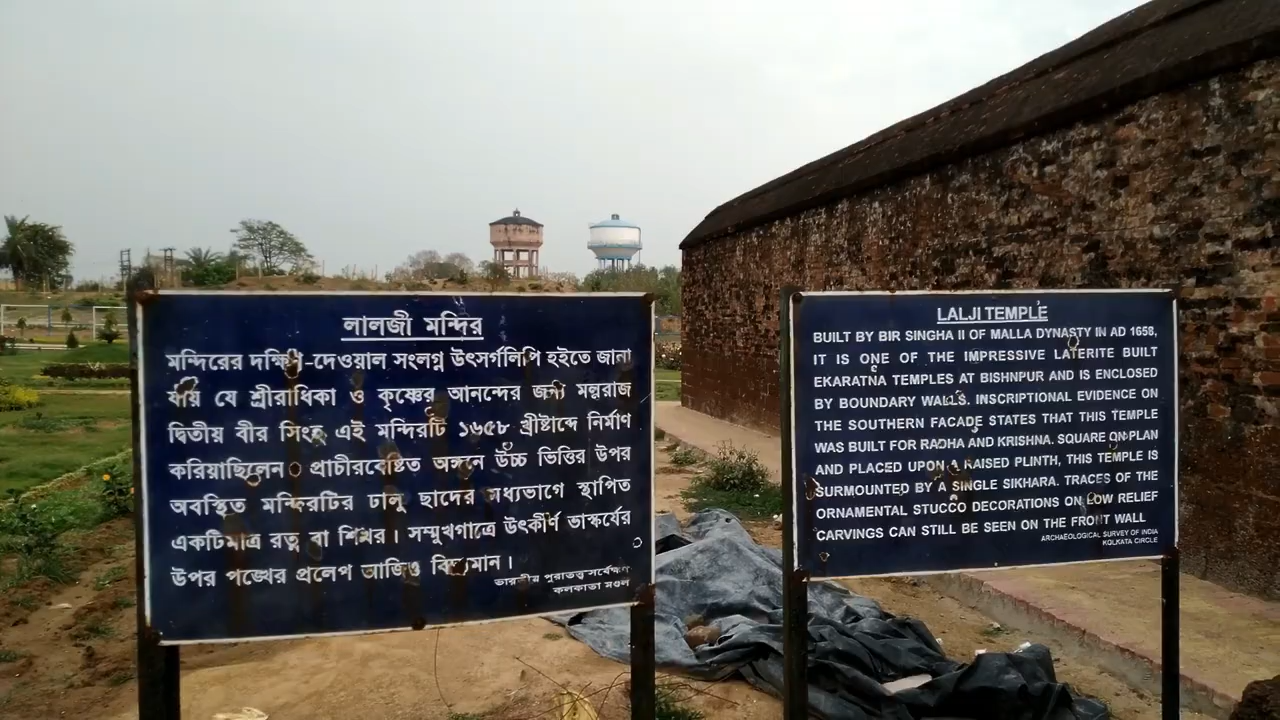 লালজী মন্দির
মন্দিরের দক্ষিণ-দেওয়াল সংলগ্ন উৎসর্গলিপি হইতে জানা
যায় যে শ্রীরাধিকা ও কৃষ্ণের আনন্দের জন্য মল্লরাজ
দ্বিতীয় বীর সিংহ এই মন্দিরটি ১৬৫৮ খ্রীষ্টাব্দে নির্মাণ
করিয়াছিলেন । প্রাচীরবেষ্টিত অঙ্গনে উঁচ্চ ভিত্তির উপর
অবস্থিত মন্দিরটির ঢালু ছাদের মধ্যভাগে স্থাপিত
একটিমাত্র রত্ন বা শিখর । সম্মুখগাত্রে উৎকীর্ণ ভাস্কর্যের
উপর পঙ্খের প্রলেপ আজিও বিদ্যমান ।
ভারতীয় পুরাতত্ত্ব সর্বেক্ষণ
কলকাতা মণ্ডল
LALJI TEMPLE
BUILT BY BIR SINGHA II OF MALLA DYNASTY IN AD 1658,
IT IS ONE OF THE IMPRESSIVE LATERITE BUILT
EKARATNA TEMPLES AT BISHNPUR AND IS ENCLOSED
BY BOUNDARY WALLS. INSCRIPTIONAL EVIDENCE ON
THE SOUTHERN FACADE STATES THAT THIS TEMPLE
WAS BUILT FOR RADHA AND KRISHNA. SQUARE ON PLAN
AND PLACED UPON A RAISED PLINTH, THIS TEMPLE IS
SURMOUNTED BY A SINGLE SIKHARA. TRACES OF THE
ORNAMENTAL STUCCO DECORATIONS ON LOW RELIEF
CARVINGS CAN STILL BE SEEN ON THE FRONT WALL
ARCHAEOLOGICAL SURVEY OF INDIA
KOLKATA CIRCLE